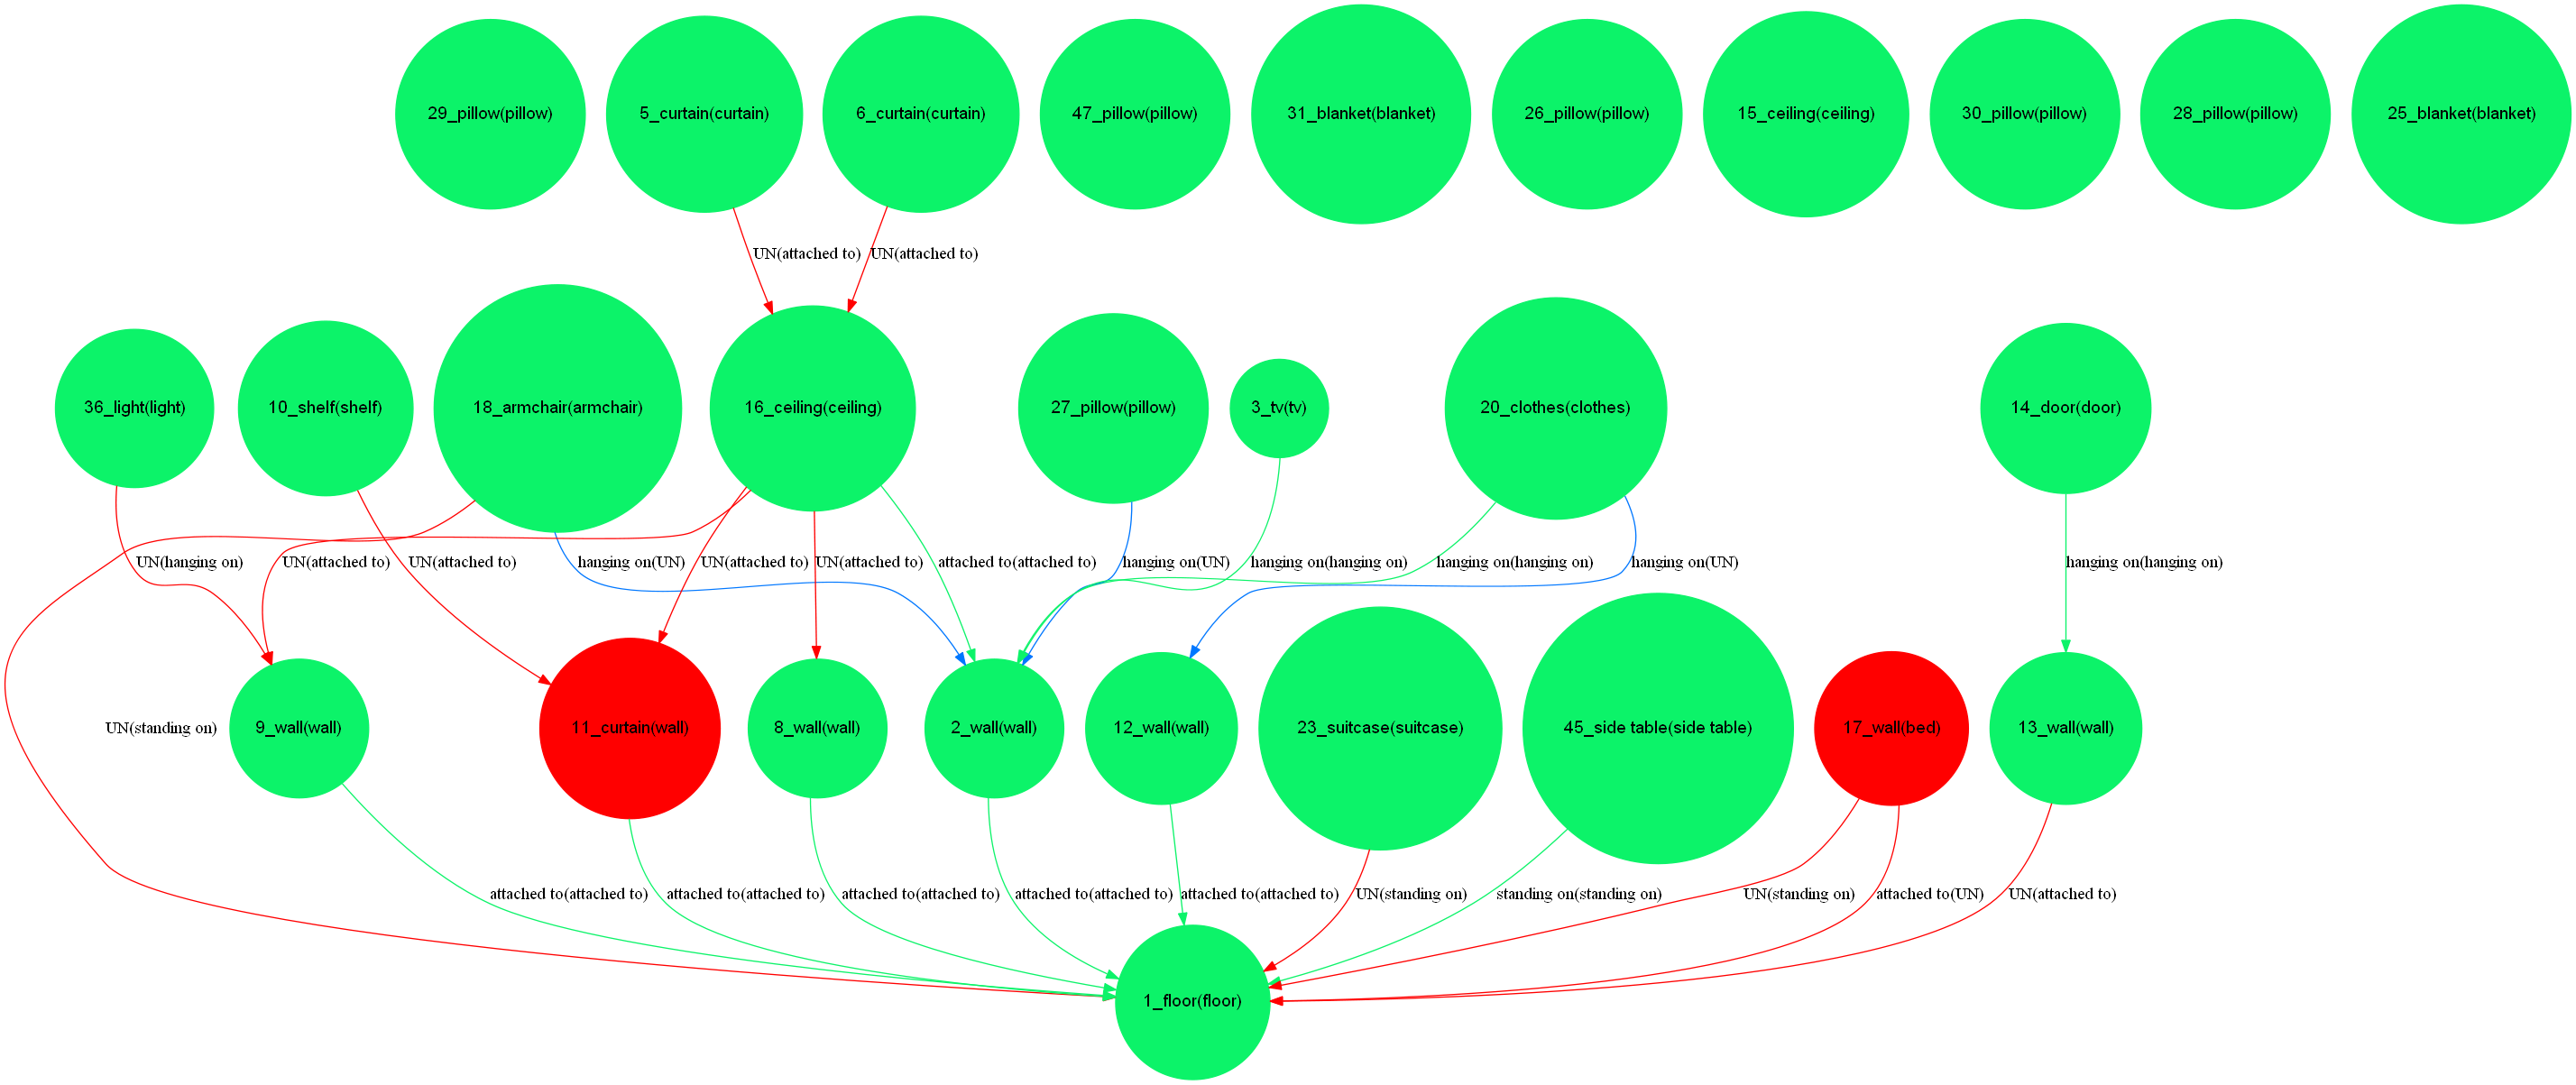 29_pillow(pillow)
5_curtain(curtain)
6_curtain(curtain)
47_pillow(pillow)
31_blanket(blanket)
26_pillow(pillow)
15_ceiling(ceiling)
30_pillow(pillow)
28_pillow(pillow)
25_blanket(blanket)
UN(attached to)
UN(attached to)
36_light(light)
10_shelf(shelf)
18_armchair(armchair)
16_ceiling(ceiling)
27_pillow(pillow)
3_tv(tv)
20_clothes(clothes)
14_door(door)
UN(hanging on)
UN(attached to)
UN(attached to)
hanging on(UN)
UN(attached to)
UN(attached to)
attached to(attached to)
hanging on(UN)
hanging on(hanging on)
hanging on(hanging on)
hanging on(UN)
hanging on(hanging on)
UN(standing on)
9_wall(wall)
11_curtain(wall)
8_wall(wall)
2_wall(wall)
12_wall(wall)
23_suitcase(suitcase)
45_side table(side table)
17_wall(bed)
13_wall(wall)
attached to(attached to)
attached to(attached to)
attached to(attached to)
attached to(attached to)
attached to(attached to)
UN(standing on)
standing on(standing on)
UN(standing on)
attached to(UN)
UN(attached to)
1_floor(floor)